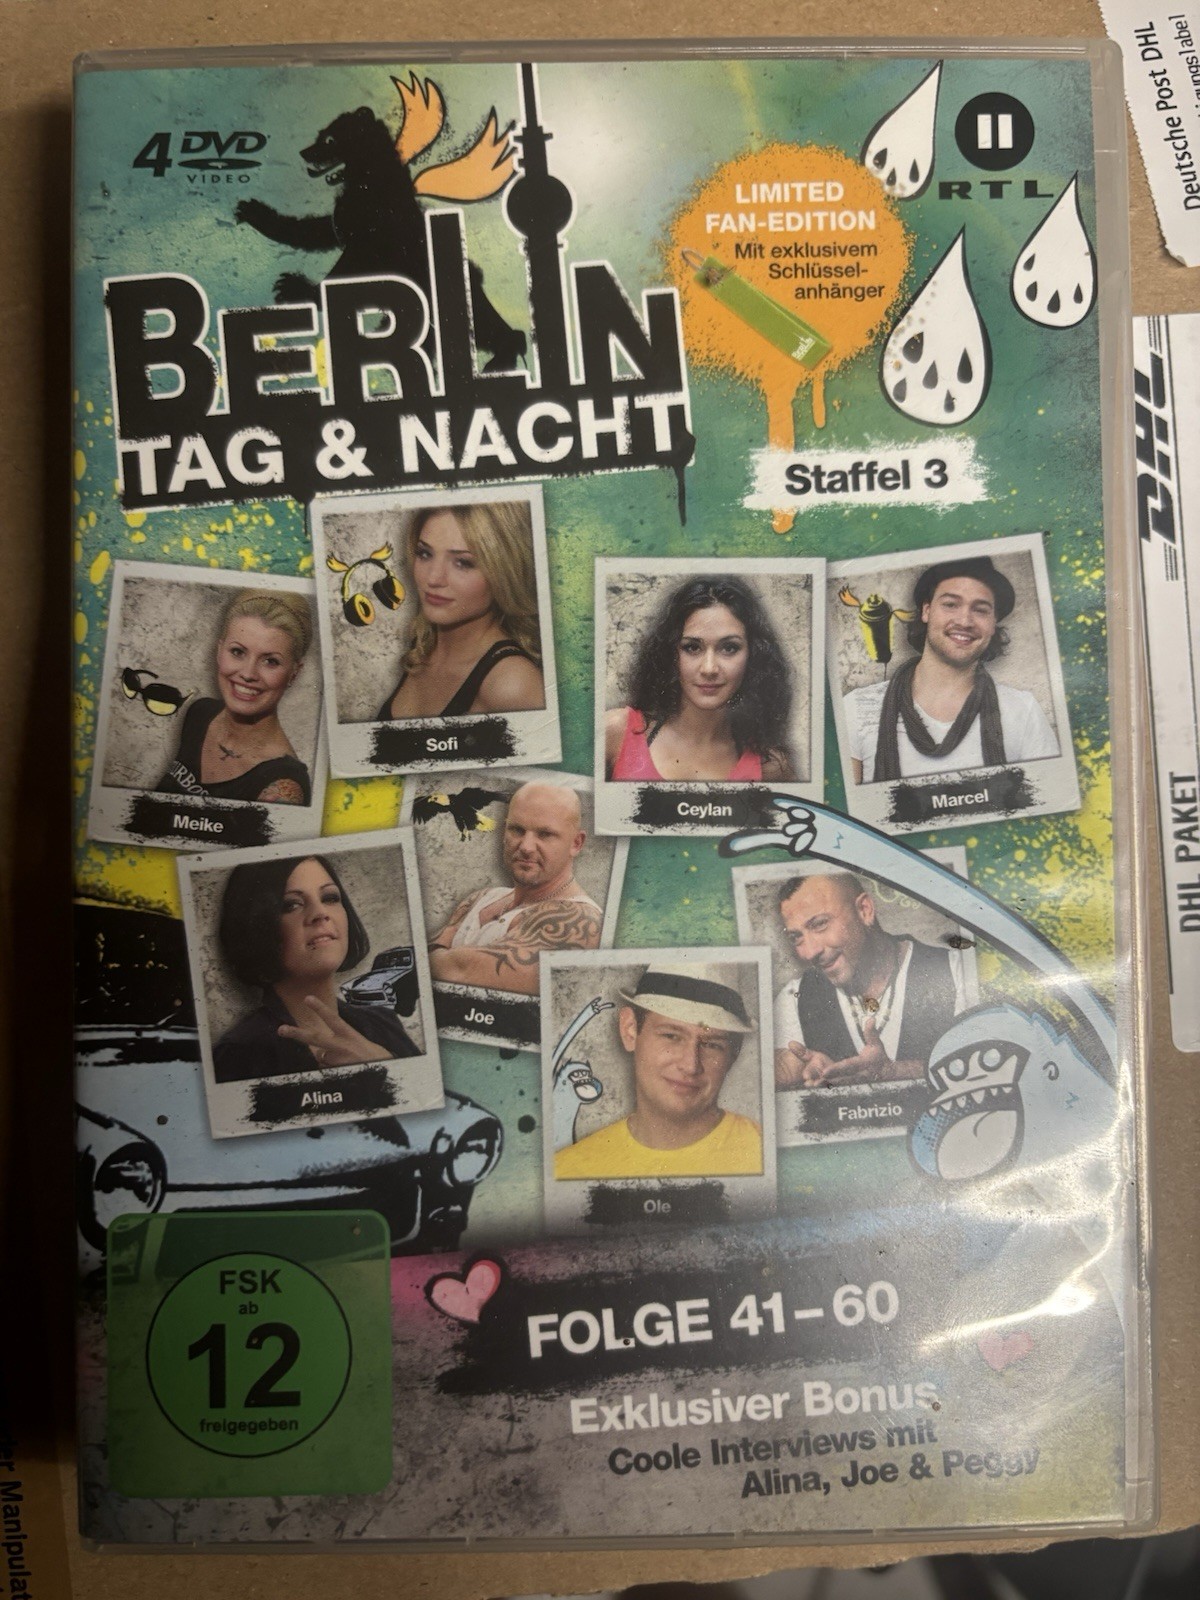 4 DVD
VIDEO
BERLIN
TAG & NACHT
LIMITED
FAN-EDITION
Mit exklusivem
Schlüssel-
anhänger
II
RTL
Staffel 3
Sofi
Meike
Ceylan
Marcel
Alina
Joe
Fabrizio
Ole
FSK
ab
12
freigegeben
FOLGE 41–60
Exklusiver Bonus
Coole Interviews mit
Alina, Joe & Peggy
Deutsche Post DHL
DHL
DHL PAKET